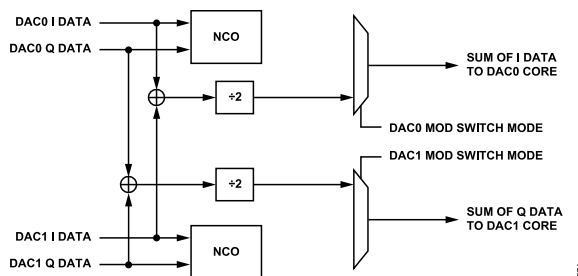 DAC0 I DATA
DAC0 Q DATA
NCO
÷2
SUM OF I DATA
TO DAC0 CORE
DAC0 MOD SWITCH MODE
DAC1 MOD SWITCH MODE
÷2
SUM OF Q DATA
TO DAC1 CORE
DAC1 I DATA
DAC1 Q DATA
NCO